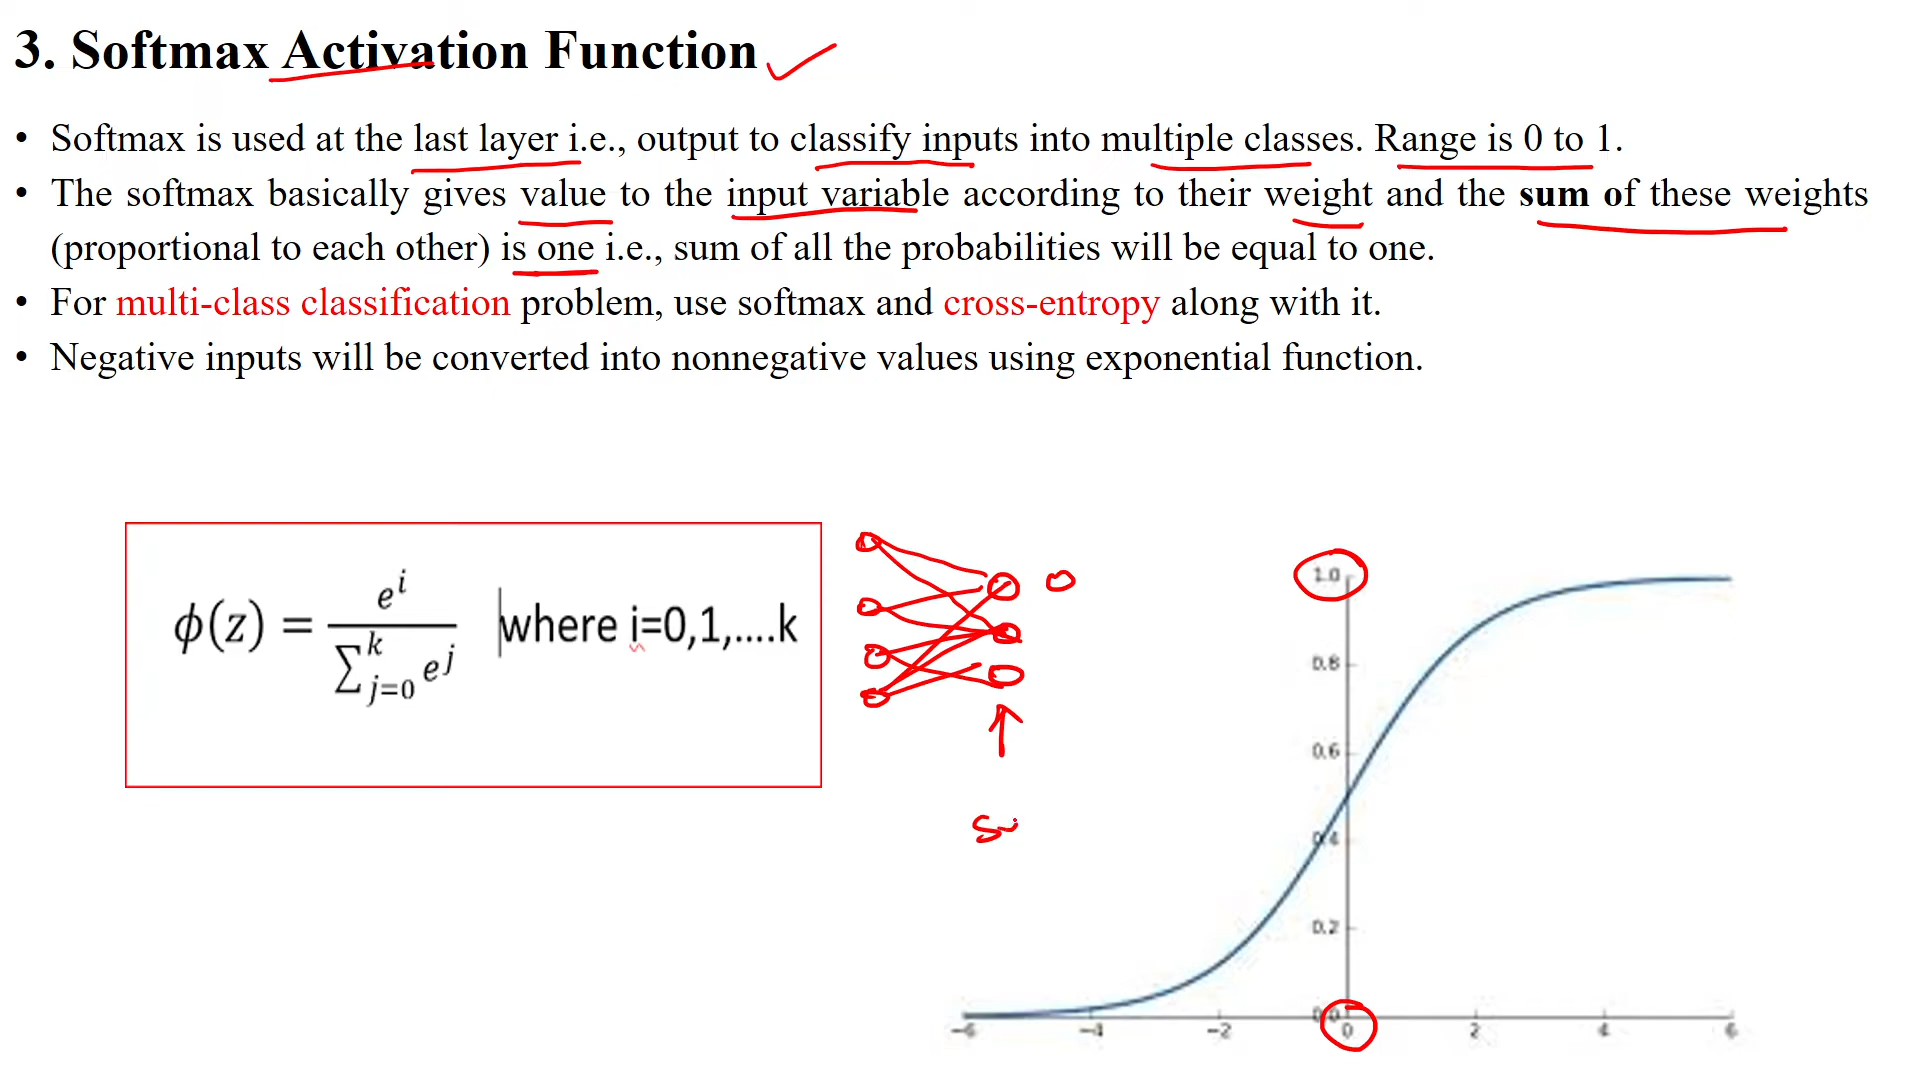 3. Softmax Activation Function
• Softmax is used at the last layer i.e., output to classify inputs into multiple classes. Range is 0 to 1.
• The softmax basically gives value to the input variable according to their weight and the sum of these weights
(proportional to each other) is one i.e., sum of all the probabilities will be equal to one.
• For multi-class classification problem, use softmax and cross-entropy along with it.
• Negative inputs will be converted into nonnegative values using exponential function.
ϕ(z) = e^i / ∑_{j=0}^{k} e^j where i=0,1,....k
1.0
0.8
0.6
0.4
0.2
0.0
−6 −4 −2 0 2 4 6